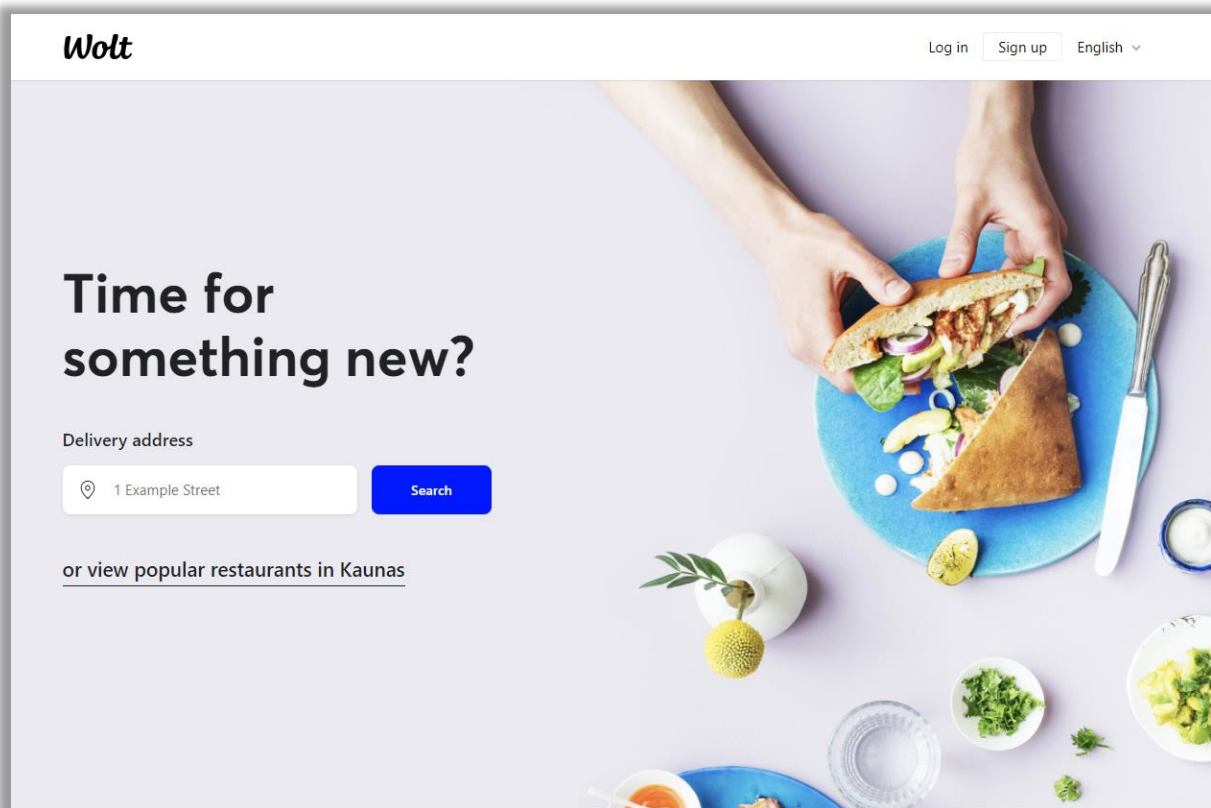 Wolt
Log in Sign up English
Time for
something new?
Delivery address
1 Example Street Search
or view popular restaurants in Kaunas